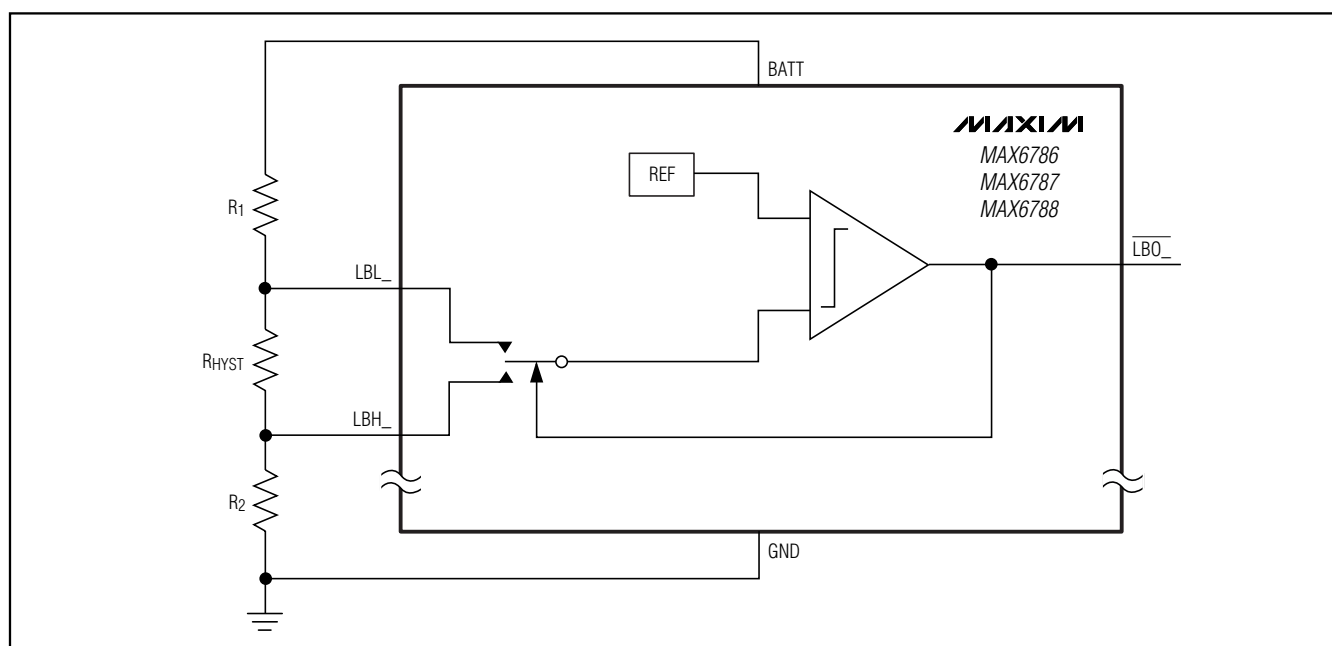 BATT
MAXIM
MAX6786
MAX6787
MAX6788
REF
R1
LBL_
LBO_
RHYST
LBH_
R2
GND